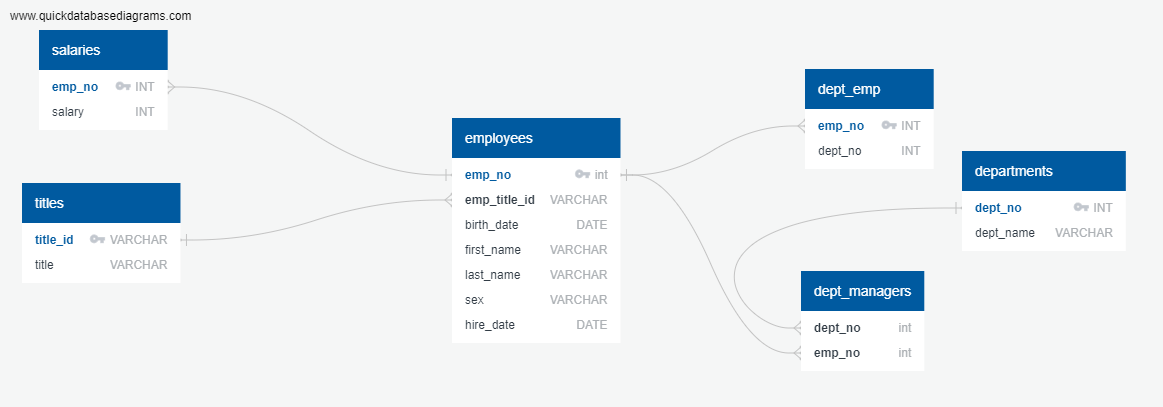 www.quickdatabasediagrams.com
salaries
emp_no INT
salary INT
titles
title_id VARCHAR
title VARCHAR
employees
emp_no int
emp_title_id VARCHAR
birth_date DATE
first_name VARCHAR
last_name VARCHAR
sex VARCHAR
hire_date DATE
dept_emp
emp_no INT
dept_no INT
departments
dept_no INT
dept_name VARCHAR
dept_managers
dept_no int
emp_no int